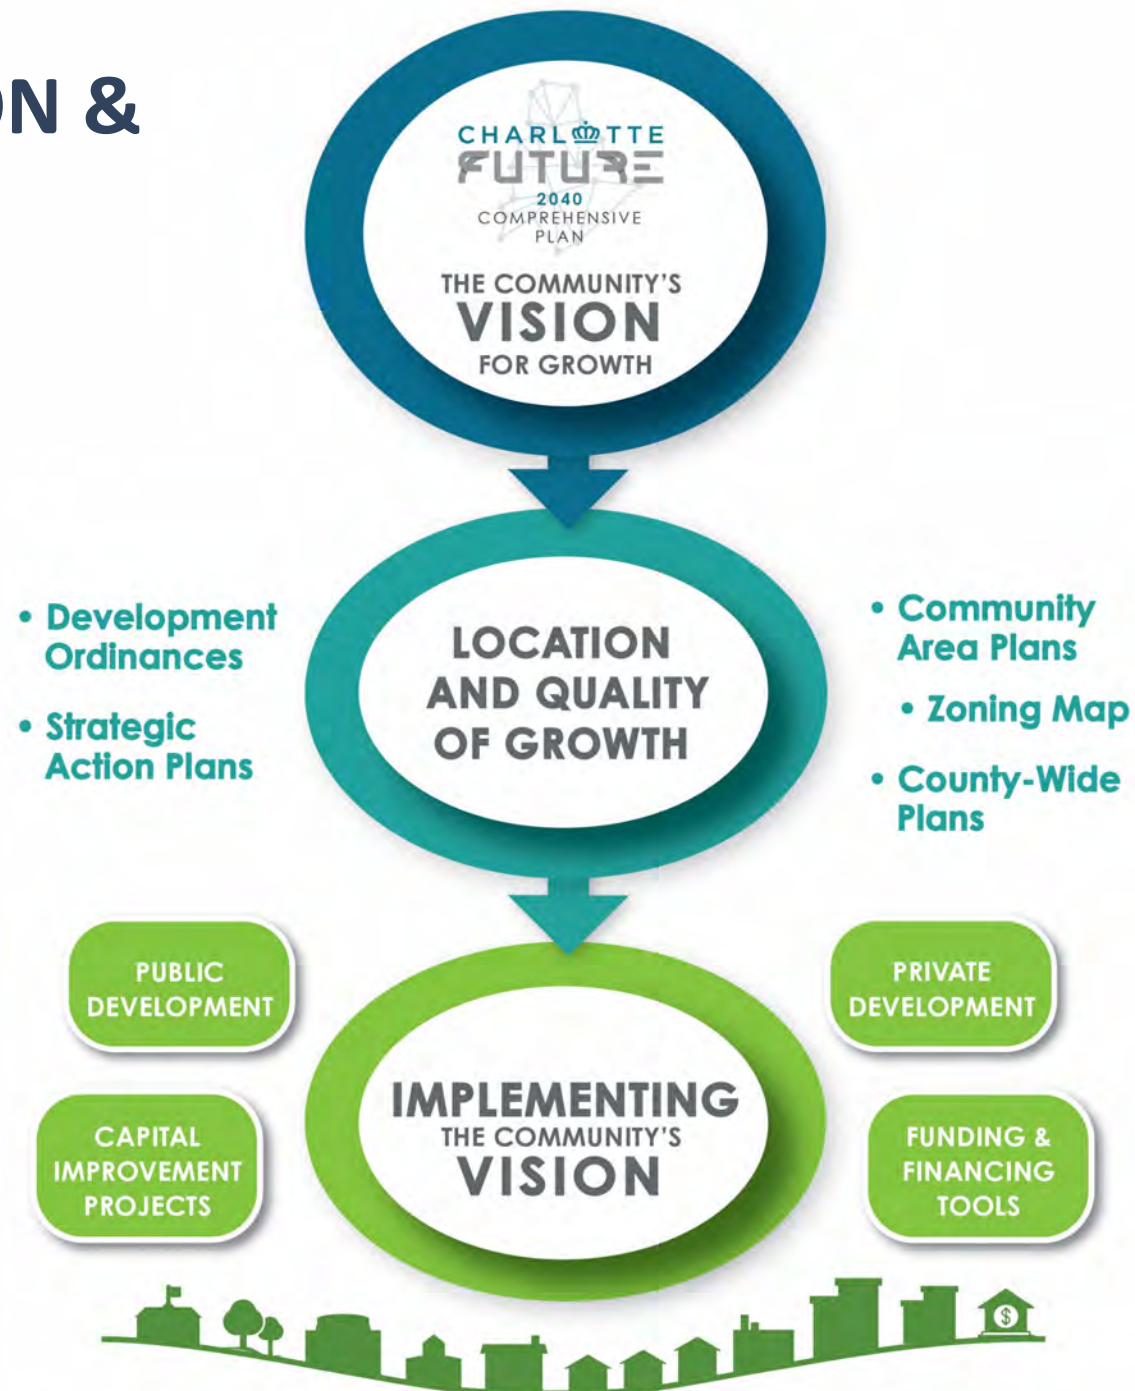 ON &
CHARLOTTE
FUTURE
2040
COMPREHENSIVE
PLAN
THE COMMUNITY'S
VISION
FOR GROWTH
• Development
Ordinances
• Strategic
Action Plans
LOCATION
AND QUALITY
OF GROWTH
• Community
Area Plans
• Zoning Map
• County-Wide
Plans
PUBLIC
DEVELOPMENT
CAPITAL
IMPROVEMENT
PROJECTS
IMPLEMENTING
THE COMMUNITY'S
VISION
PRIVATE
DEVELOPMENT
FUNDING &
FINANCING
TOOLS
$